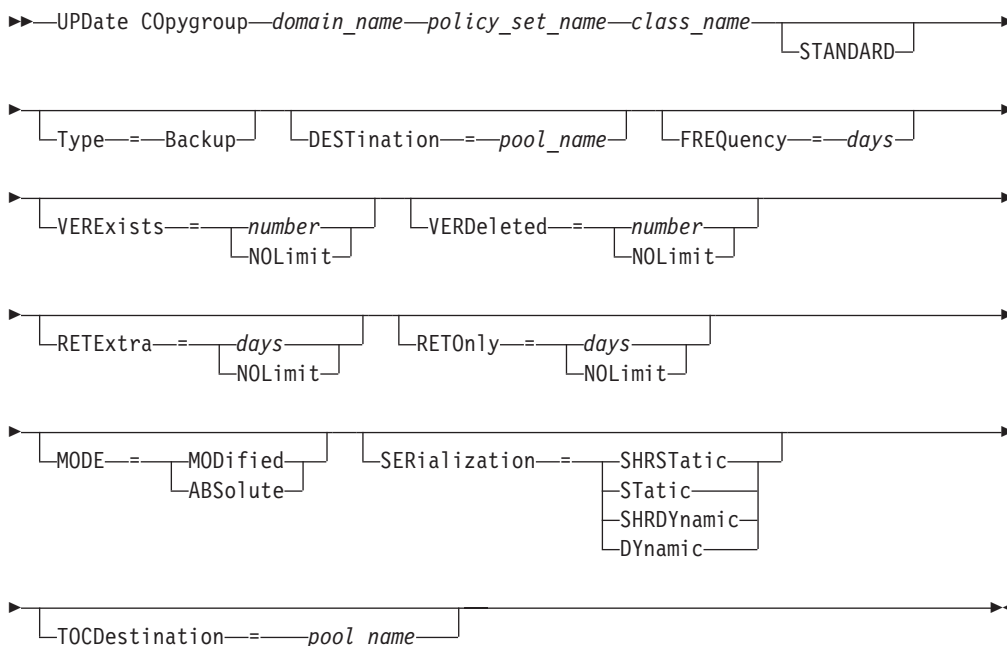 UPDate COpygroup domain_name policy_set_name class_name
STANDARD
Type = Backup DESTination = pool_name FREQuency = days
VERExists = number VERDeleted = number
NOLimit NOLimit
RETExtra = days RETOnly = days
NOLimit NOLimit
MODE = MODified SERialization = SHRSTatic
ABSolute STatic
SHRDYnamic
DYnamic
TOCDestination = pool name